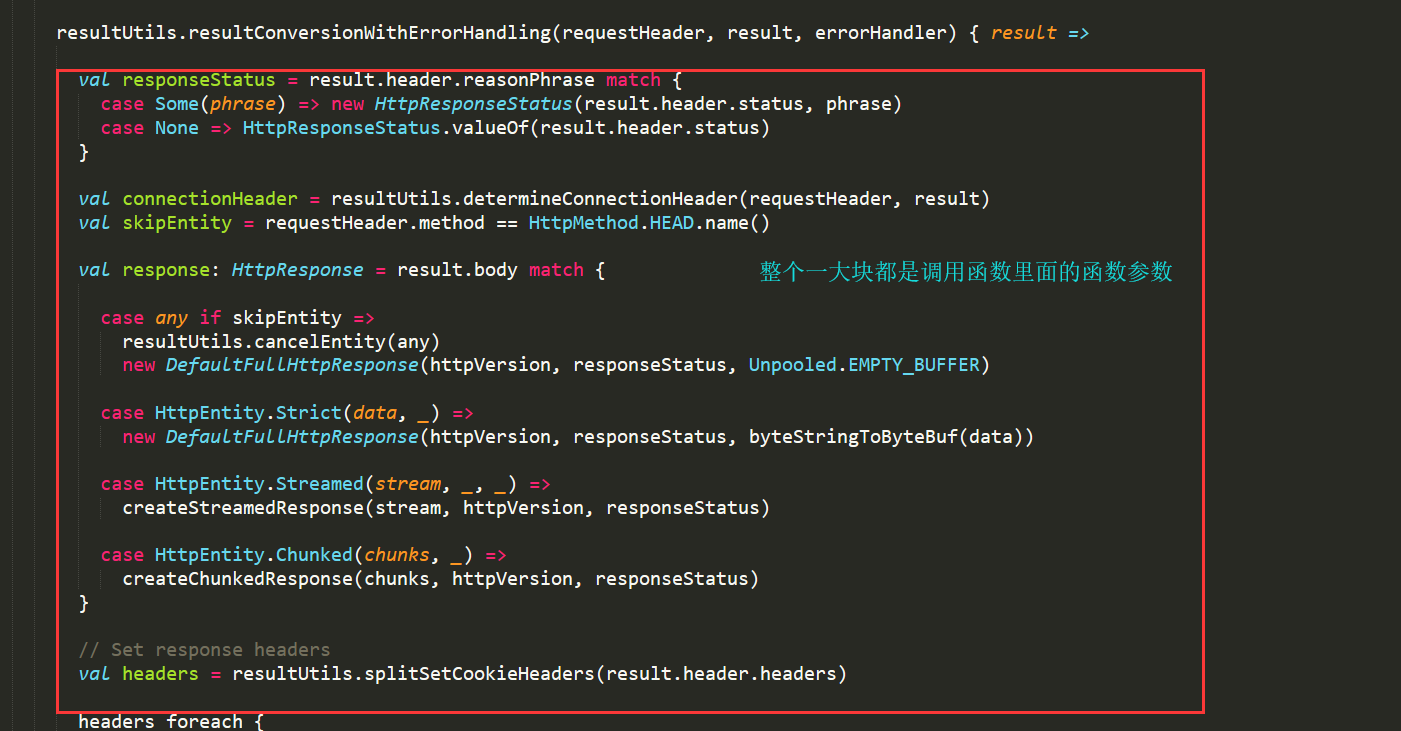 resultUtils.resultConversionWithErrorHandling(requestHeader, result, errorHandler) { result =>
val responseStatus = result.header.reasonPhrase match {
case Some(phrase) => new HttpResponseStatus(result.header.status, phrase)
case None => HttpResponseStatus.valueOf(result.header.status)
}
val connectionHeader = resultUtils.determineConnectionHeader(requestHeader, result)
val skipEntity = requestHeader.method == HttpMethod.HEAD.name()
val response: HttpResponse = result.body match {
整个一大块都是调用函数里面的函数参数
case any if skipEntity =>
resultUtils.cancelEntity(any)
new DefaultFullHttpResponse(httpVersion, responseStatus, Unpooled.EMPTY_BUFFER)
case HttpEntity.Strict(data, _) =>
new DefaultFullHttpResponse(httpVersion, responseStatus, byteStringToByteBuf(data))
case HttpEntity.Streamed(stream, _, _) =>
createStreamedResponse(stream, httpVersion, responseStatus)
case HttpEntity.Chunked(chunks, _) =>
createChunkedResponse(chunks, httpVersion, responseStatus)
}
// Set response headers
val headers = resultUtils.splitSetCookieHeaders(result.header.headers)
headers foreach {